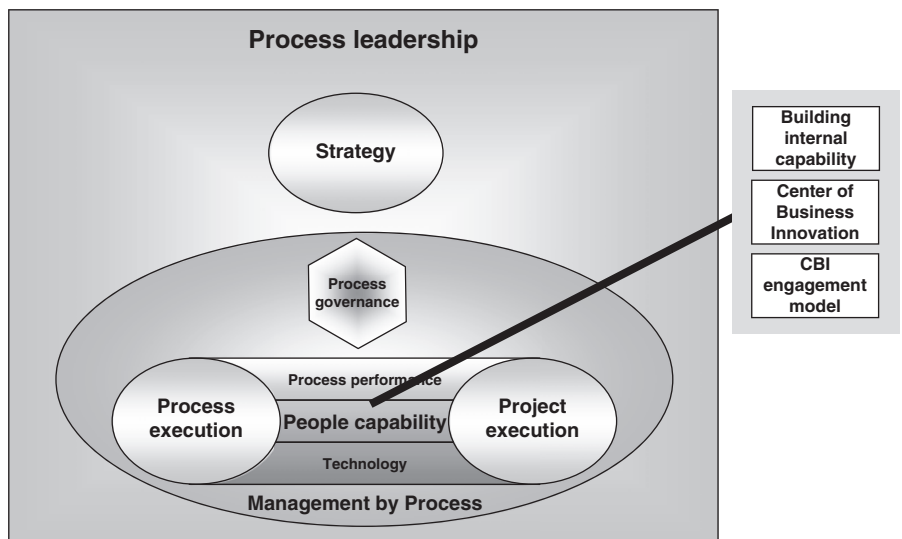 Process leadership
Strategy
Process
governance
Process performance
Process
execution
People capability
Project
execution
Technology
Management by Process
Building
internal
capability
Center of
Business
Innovation
CBI
engagement
model